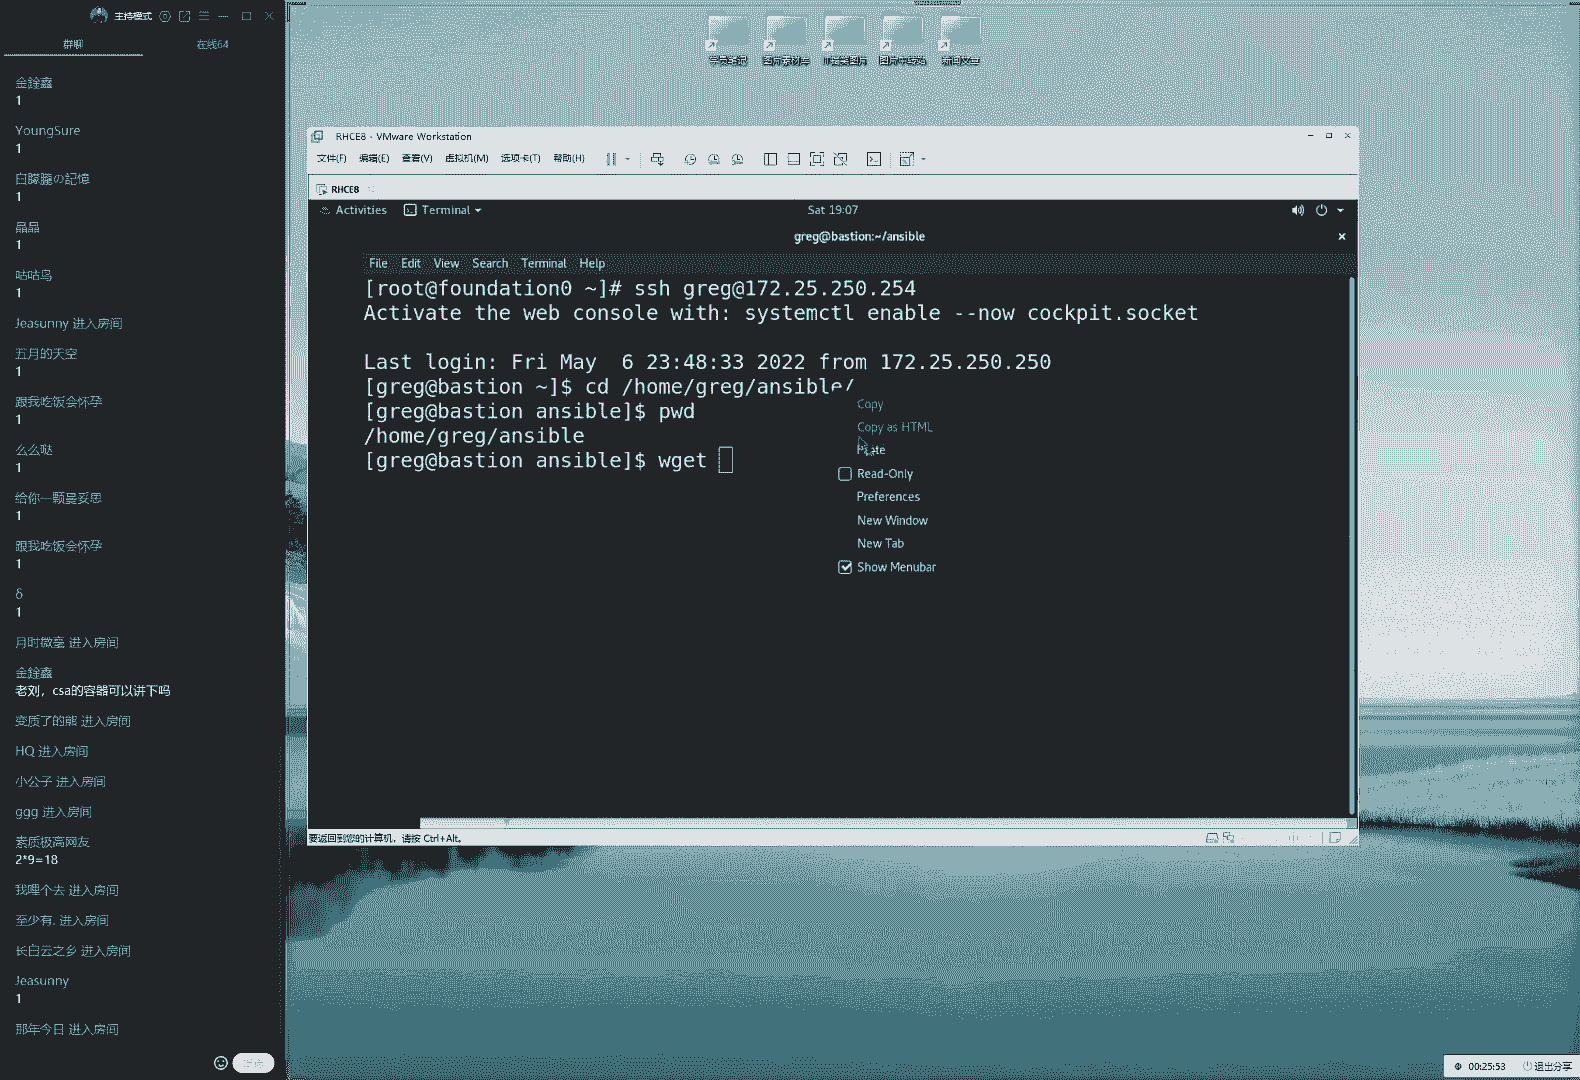 主持模式
群聊
在线64
金銓鑫
1
YoungSure
1
白朦朧の記憶
1
晶晶
1
咕咕鸟
1
Jeasunny 进入房间
五月的天空
1
跟我吃饭会怀孕
1
么么哒
1
给你一颗曼妥思
1
跟我吃饭会怀孕
1
δ
1
月时微毫 进入房间
金銓鑫
老刘，csa的容器可以讲下吗
变质了的熊 进入房间
HQ 进入房间
小公子 进入房间
ggg 进入房间
素质极高网友
2*9=18
我哩个去 进入房间
至少有. 进入房间
长白云之乡 进入房间
Jeasunny
1
那年今日 进入房间
图片素材库
RHCE8 - VMware Workstation
文件(F) 编辑(E) 查看(V) 虚拟机(M) 选项卡(T) 帮助(H)
RHCE8
Activities Terminal
Sat 19:07
greg@bastion:~/ansible
File Edit View Search Terminal Help
[root@foundation0 ~]# ssh greg@172.25.250.254
Activate the web console with: systemctl enable --now cockpit.socket
Last login: Fri May  6 23:48:33 2022 from 172.25.250.250
[greg@bastion ~]$ cd /home/greg/ansible/
[greg@bastion ansible]$ pwd
/home/greg/ansible
[greg@bastion ansible]$ wget
Copy
Copy as HTML
Paste
Read-Only
Preferences
New Window
New Tab
Show Menubar
要返回到您的计算机，请按 Ctrl+Alt。
00:25:53 退出分享